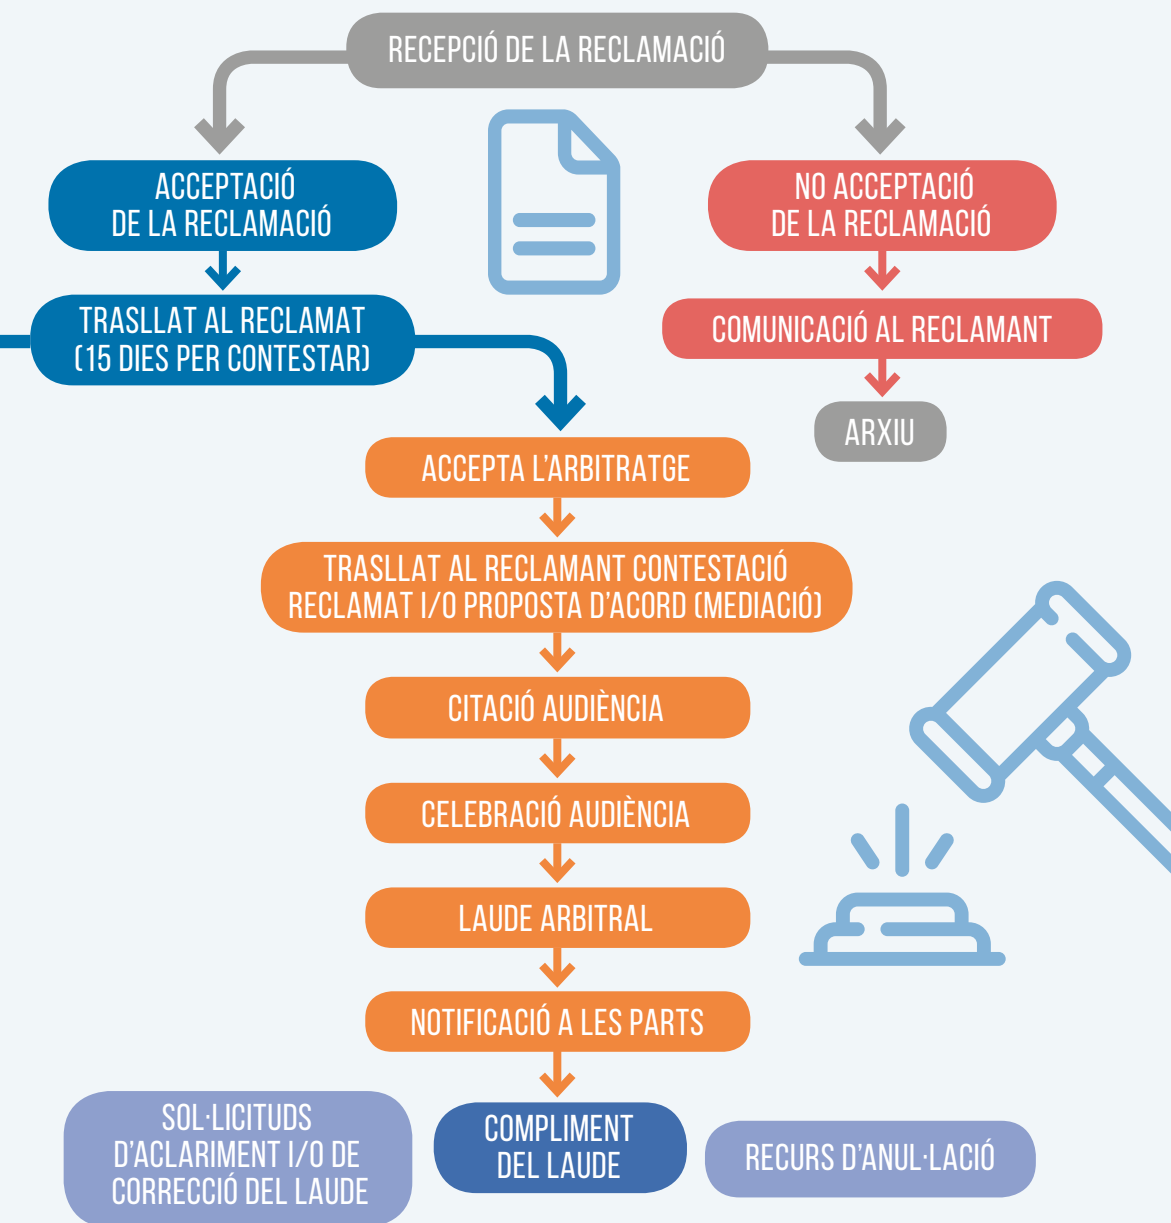 RECEPCIÓ DE LA RECLAMACIÓ
ACCEPTACIÓ
DE LA RECLAMACIÓ
NO ACCEPTACIÓ
DE LA RECLAMACIÓ
TRASLLAT AL RECLAMAT
(15 DIES PER CONTESTAR)
COMUNICACIÓ AL RECLAMANT
ARXIU
ACCEPTA L'ARBITRATGE
TRASLLAT AL RECLAMANT CONTESTACIÓ
RECLAMAT I/O PROPOSTA D'ACORD (MEDIACIÓ)
CITACIÓ AUDIÈNCIA
CELEBRACIÓ AUDIÈNCIA
LAUDE ARBITRAL
NOTIFICACIÓ A LES PARTS
SOL·LICITUDS
D'ACLARIMENT I/O DE
CORRECCIÓ DEL LAUDE
COMPLIMENT
DEL LAUDE
RECURS D'ANUL·LACIÓ